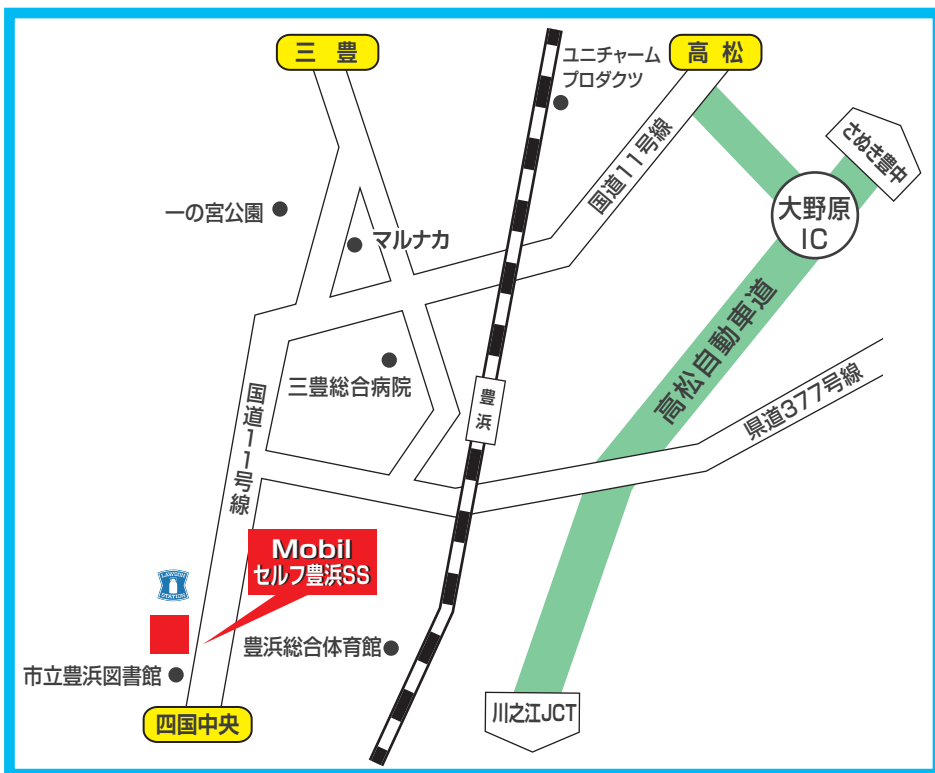 三豊
ユニチャーム
プロダクツ
高松
国道11号線
さぬき豊中
一の宮公園
マルナカ
大野原
IC
高松自動車道
三豊総合病院
豊浜
国道11号線
県道377号線
Mobil
セルフ豊浜SS
LAWSON
STATION
豊浜総合体育館
市立豊浜図書館
四国中央
川之江JCT